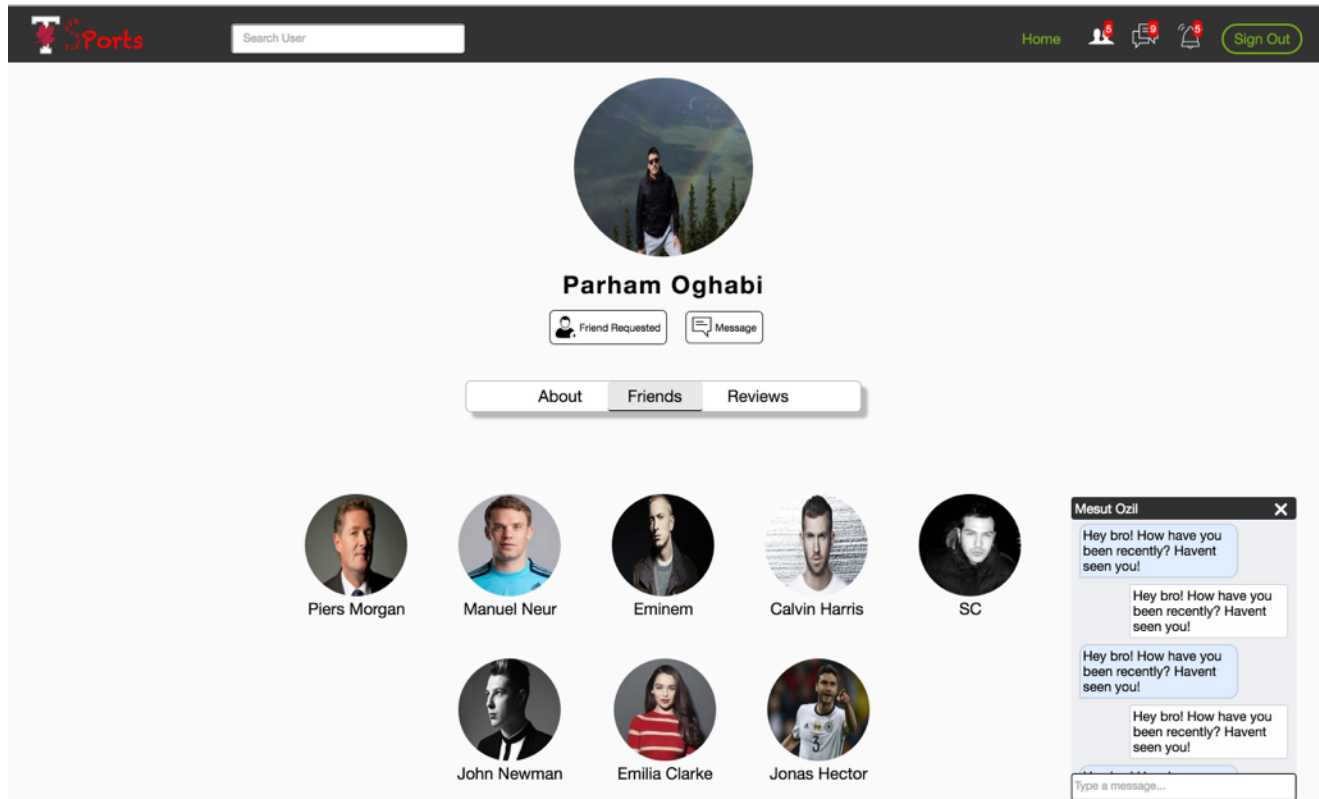 T SPorts
Search User
Home
5
9
5
Sign Out
Parham Oghabi
Friend Requested
Message
About
Friends
Reviews
Piers Morgan
Manuel Neur
Eminem
Calvin Harris
SC
John Newman
Emilia Clarke
Jonas Hector
Mesut Ozil
Hey bro! How have you
been recently? Havent
seen you!
Hey bro! How have you
been recently? Havent
seen you!
Hey bro! How have you
been recently? Havent
seen you!
Hey bro! How have you
been recently? Havent
seen you!
Type a message...